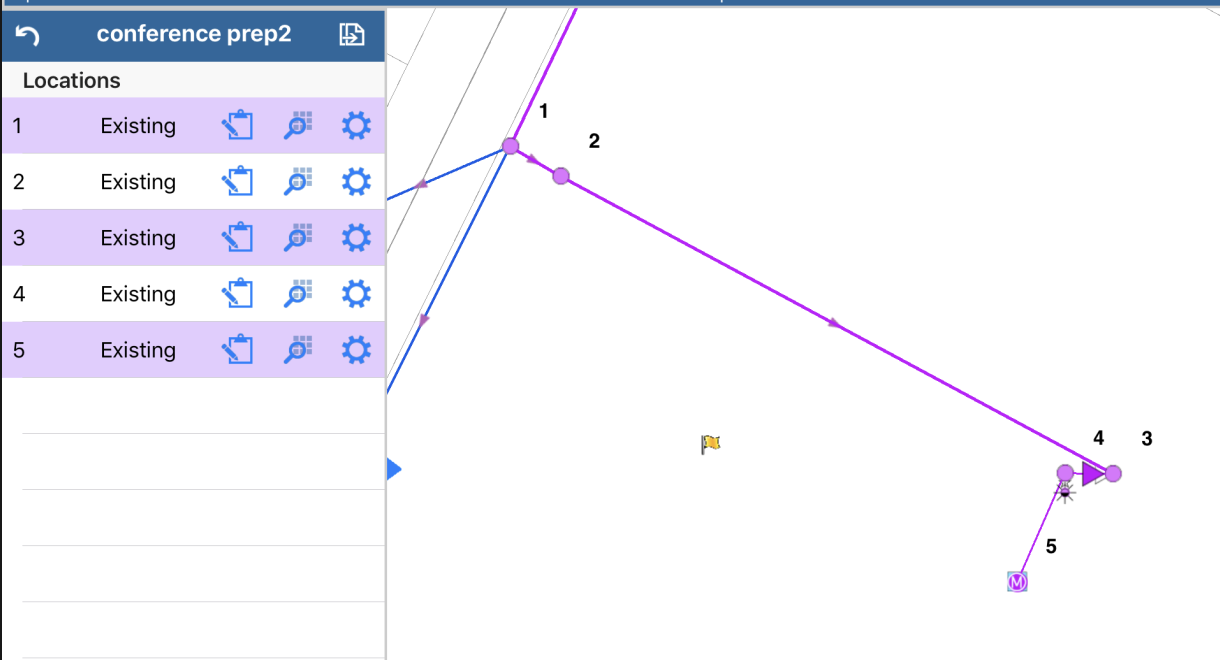 conference prep2
Locations
1 Existing
2 Existing
3 Existing
4 Existing
5 Existing
1
2
4 3
5
M